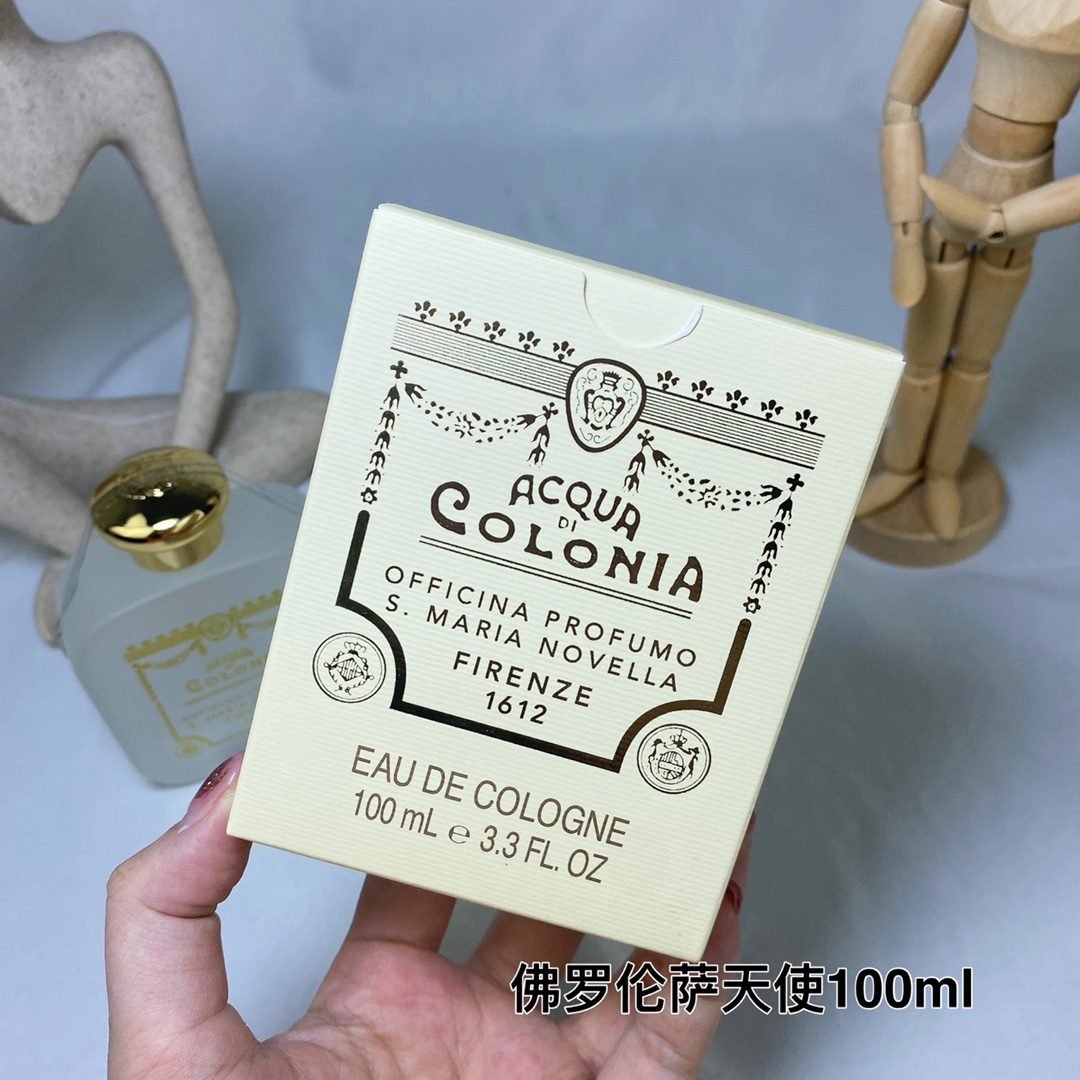 ACQUA
DI
COLONIA
OFFICINA PROFUMO
S. MARIA NOVELLA
FIRENZE
1612
EAU DE COLOGNE
100 mL ℮ 3.3 FL. OZ
ACQUA
佛罗伦萨天使100ml